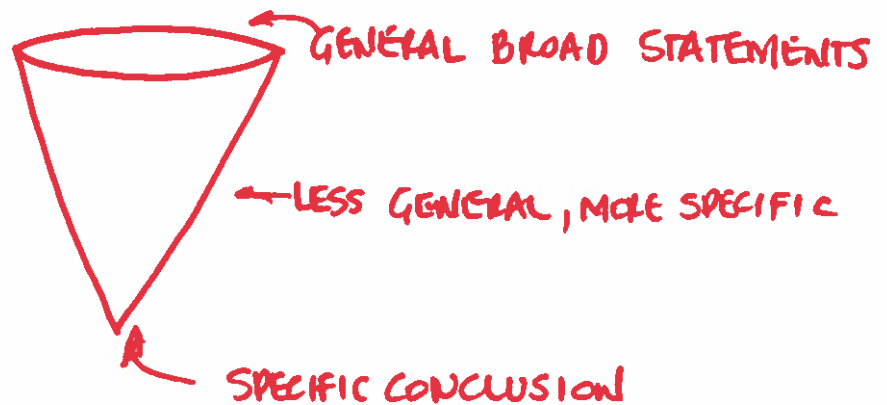 GENERAL BROAD STATEMENTS
LESS GENERAL, MORE SPECIFIC
SPECIFIC CONCLUSION